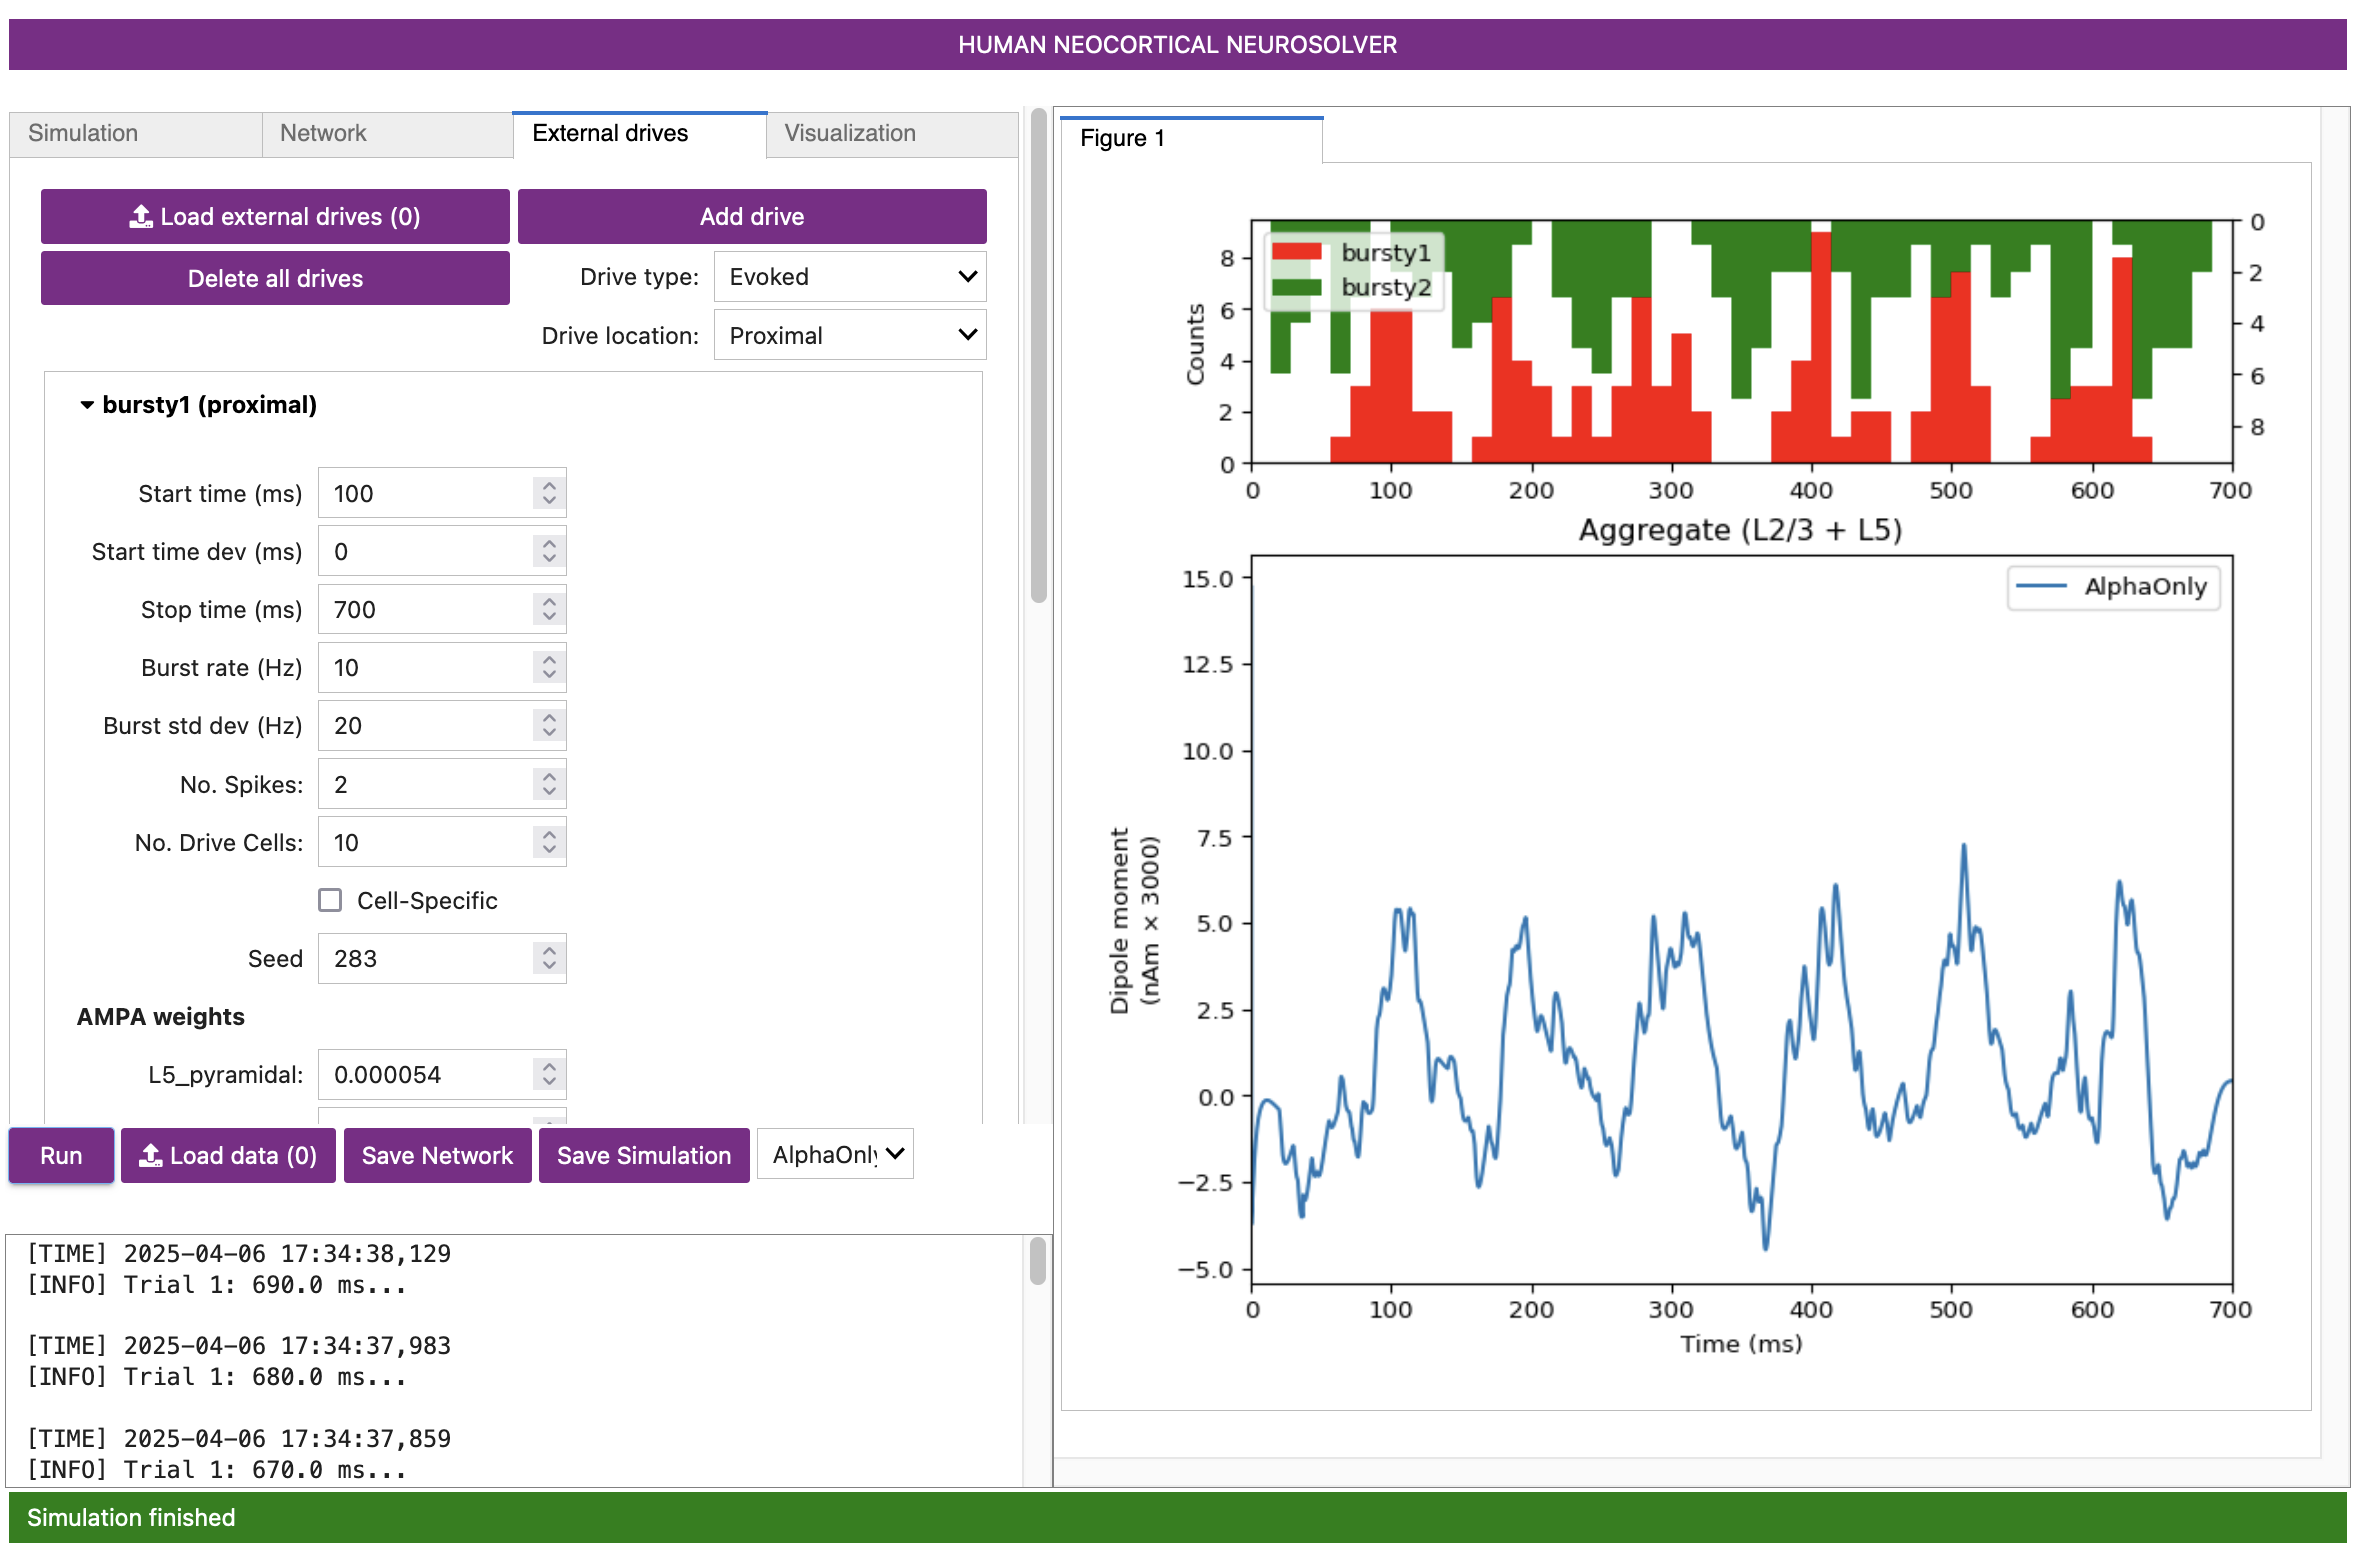 HUMAN NEOCORTICAL NEUROSOLVER
Simulation
Network
External drives
Visualization
Load external drives (0)
Add drive
Delete all drives
Drive type:
Evoked
Drive location:
Proximal
bursty1 (proximal)
Start time (ms)
100
Start time dev (ms)
0
Stop time (ms)
700
Burst rate (Hz)
10
Burst std dev (Hz)
20
No. Spikes:
2
No. Drive Cells:
10
Cell-Specific
Seed
283
AMPA weights
L5_pyramidal:
0.000054
Run
Load data (0)
Save Network
Save Simulation
AlphaOnly
[TIME] 2025-04-06 17:34:38,129
[INFO] Trial 1: 690.0 ms...
[TIME] 2025-04-06 17:34:37,983
[INFO] Trial 1: 680.0 ms...
[TIME] 2025-04-06 17:34:37,859
[INFO] Trial 1: 670.0 ms...
Figure 1
bursty1
bursty2
Counts
8
6
4
2
0
0
2
4
6
8
0 100 200 300 400 500 600 700
Aggregate (L2/3 + L5)
AlphaOnly
15.0
12.5
10.0
7.5
5.0
2.5
0.0
−2.5
−5.0
Dipole moment
(nAm × 3000)
0 100 200 300 400 500 600 700
Time (ms)
Simulation finished